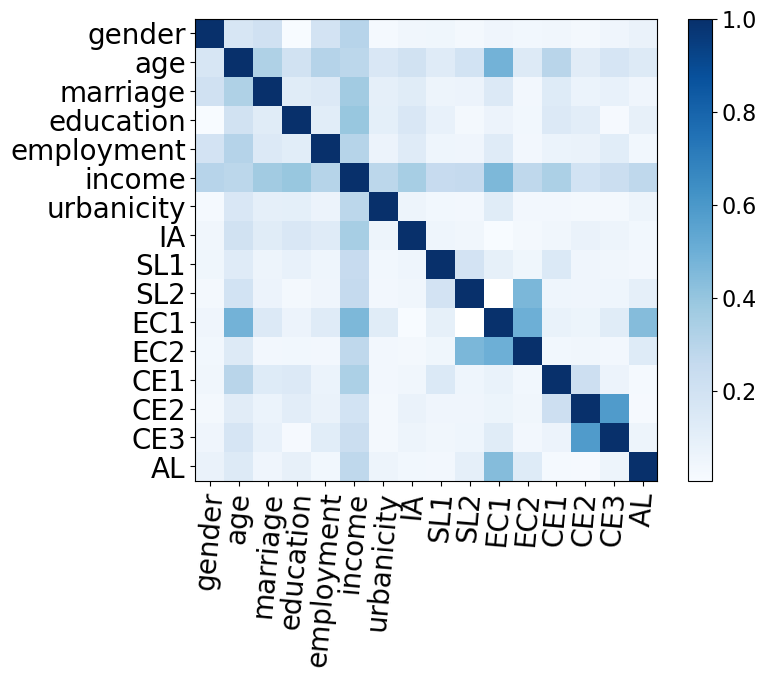 gender
age
marriage
education
employment
income
urbanicity
IA
SL1
SL2
EC1
EC2
CE1
CE2
CE3
AL
gender
age
marriage
education
employment
income
urbanicity
IA
SL1
SL2
EC1
EC2
CE1
CE2
CE3
AL
1.0
0.8
0.6
0.4
0.2